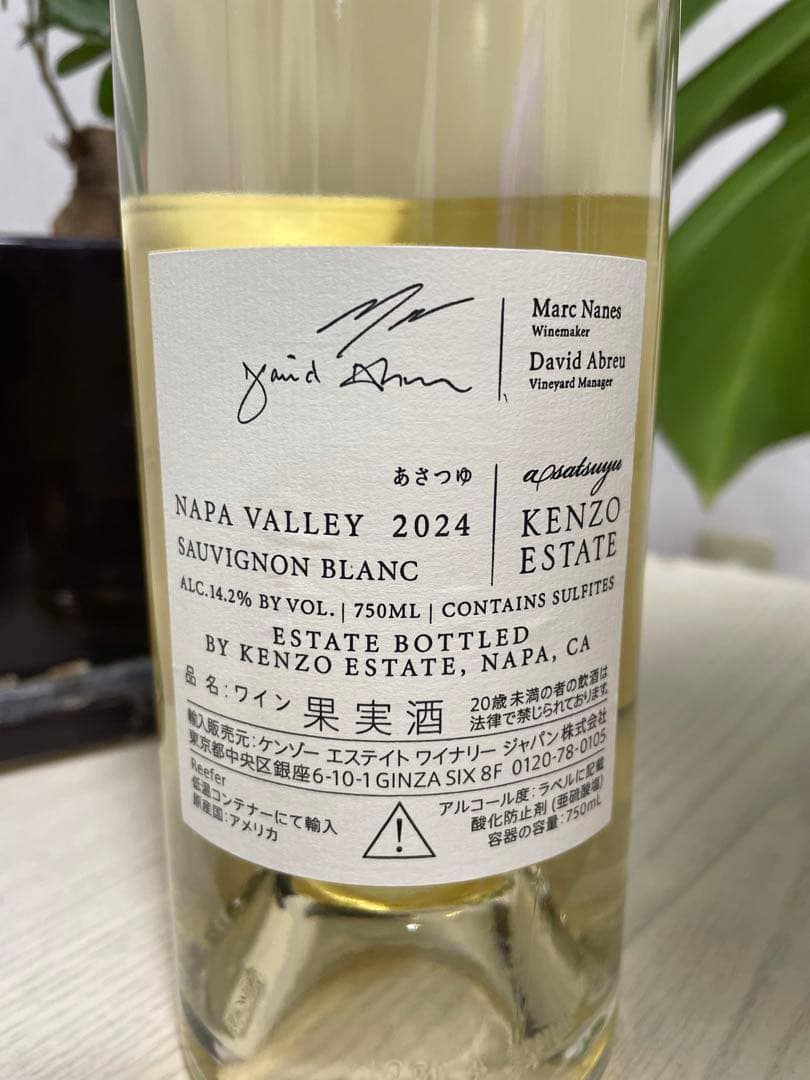 David Abreu
Marc Nanes
Winemaker
David Abreu
Vineyard Manager
あさつゆ
asatsuyu
NAPA VALLEY 2024
KENZO
ESTATE
SAUVIGNON BLANC
ALC.14.2% BY VOL. | 750ML | CONTAINS SULFITES
ESTATE BOTTLED
BY KENZO ESTATE, NAPA, CA
品 名:ワイン 果実酒
20歳未満の者の飲酒は
法律で禁じられております。
輸入販売元:ケンゾー エステイト ワイナリー ジャパン株式会社
東京都中央区銀座6-10-1 GINZA SIX 8F 0120-78-0105
Reefer
低温コンテナーにて輸入
原産国:アメリカ
!
アルコール度:ラベルに記載
酸化防止剤(亜硫酸塩)
容器の容量:750mL